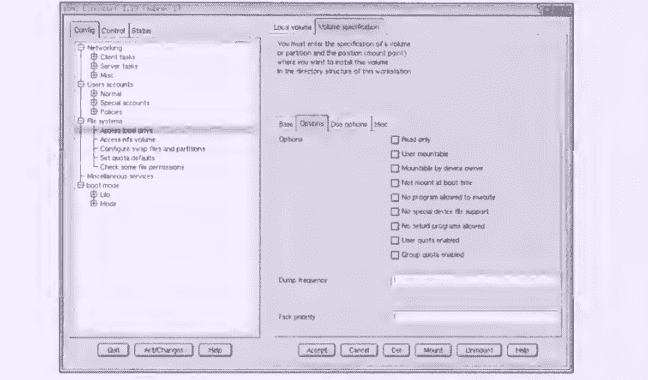 Config
Control
Status
Networking
Client tasks
Server tasks
Misc
Users accounts
Normal
Special accounts
Policies
File systems
Access local drive
Access nfs volume
Configure swap files and partitions
Set quota defaults
Check some file permissions
Miscellaneous services
boot mode
Lilo
Mode
Quit
Act/Changes
Help
Local volume
Volume specification
You must enter the specification of a volume
or partition and the position (mount point)
where you want to install this volume
in the directory structure of this workstation
Base
Options
Dos options
Misc
Options
Read only
User mountable
Mountable by device owner
Not mount at boot time
No program allowed to execute
No special device file support
No setuid programs allowed
User quota enabled
Group quota enabled
Dump frequency
Fsck priority
Accept
Cancel
Del
Mount
Unmount
Help